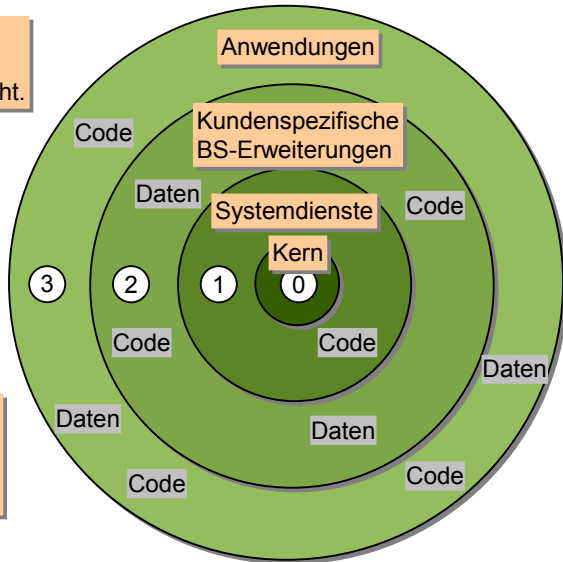 Anwendungen
ht.
Code
Kundenspezifische
BS-Erweiterungen
Daten
Code
Systemdienste
Kern
3
2
1
0
Code
Code
Daten
Daten
Daten
Code
Code